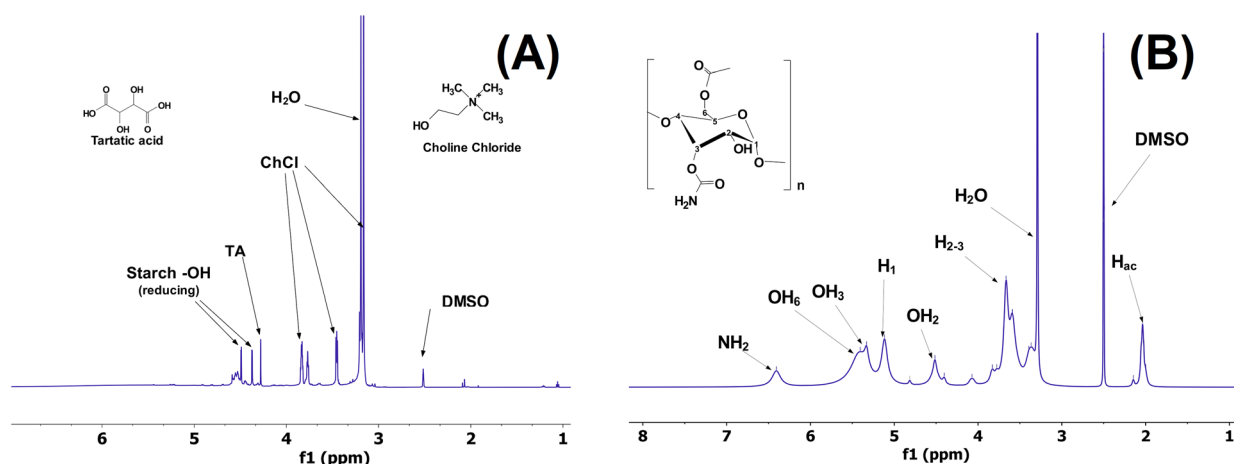 (A)
H₂O
ChCl
TA
Starch -OH
(reducing)
DMSO
O
OH
HO
OH
OH
O
Tartatic acid
CH₃
H₃C
N⁺
CH₃
CH₃
HO
Choline Chloride
6
5
4
3
2
1
f1 (ppm)
(B)
O
O
6
5
O
4
O
2
OH
1
3
O
O
O
H₂N
n
DMSO
H₂O
H₂₋₃
Hac
H₁
OH₃
OH₆
OH₂
NH₂
8
7
6
5
4
3
2
1
f1 (ppm)